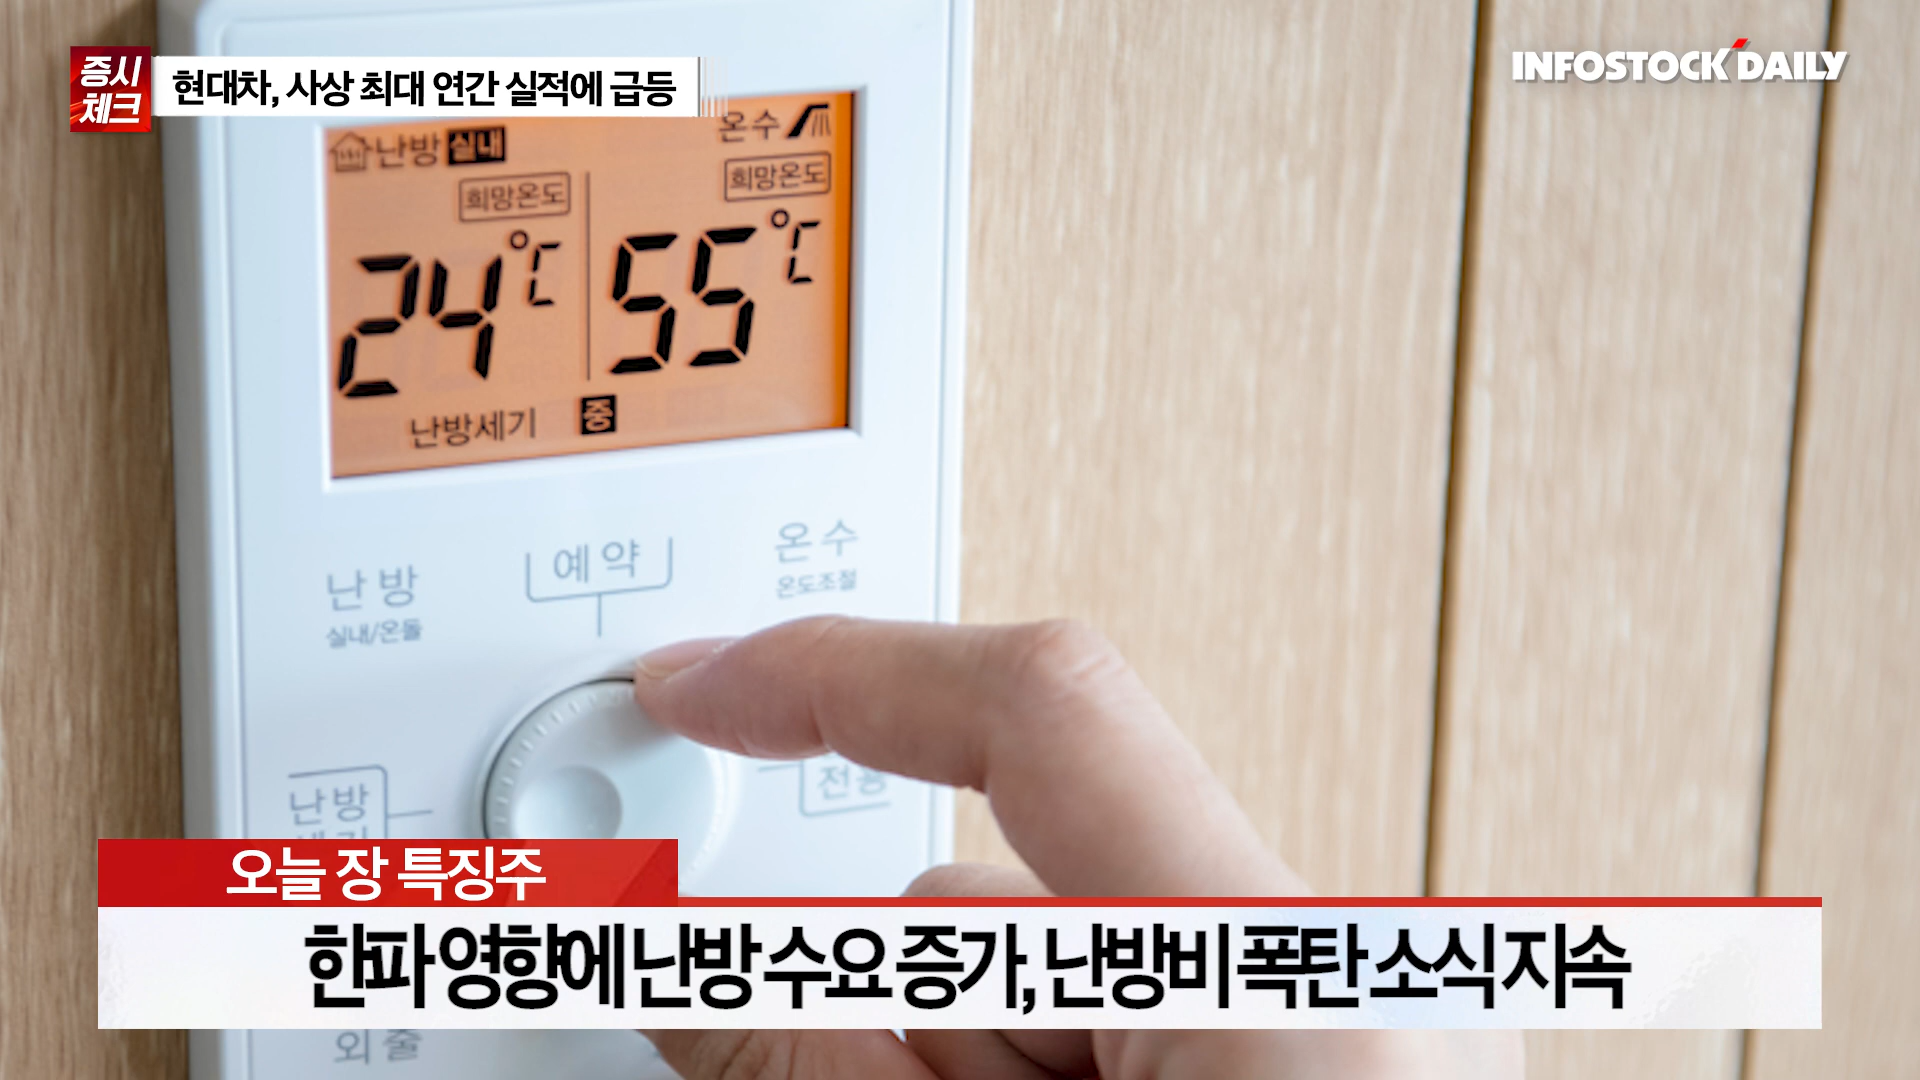 증시
체크
현대차, 사상 최대 연간 실적에 급등
INFOSTOCK DAILY
난방 실내
온수
희망온도
희망온도
24℃
55℃
난방세기 중
난방
실내/온돌
예약
온수
온도조절
난방
전용
오늘 장 특징주
한파 영향에 난방 수요 증가, 난방비 폭탄 소식 지속
외출